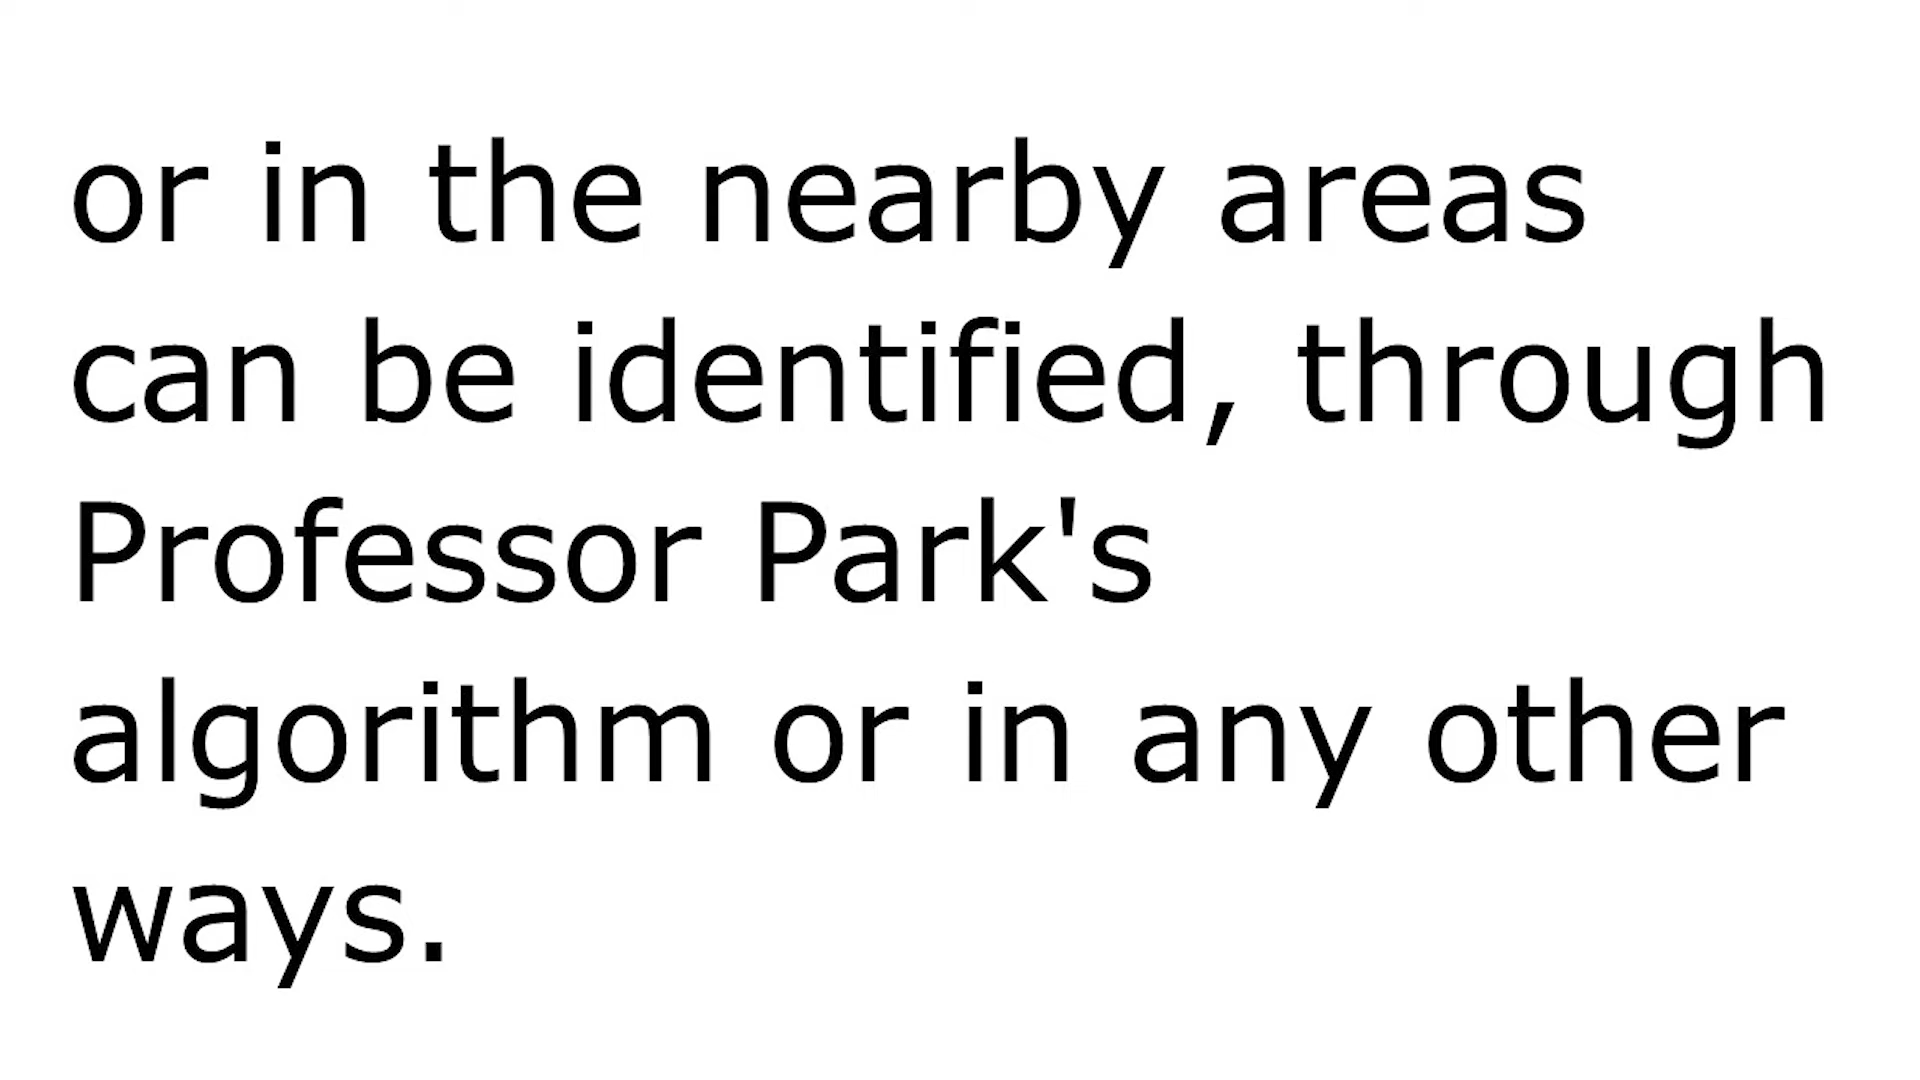 or in the nearby areas
can be identified, through
Professor Park's
algorithm or in any other
ways.